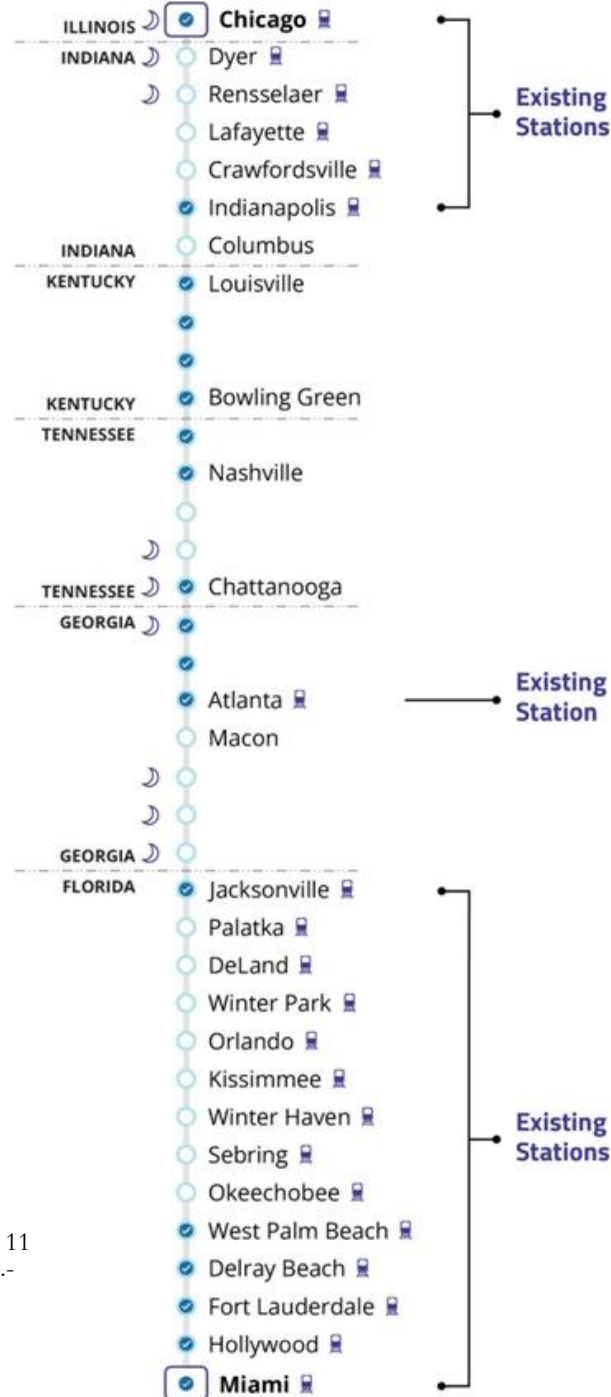 ILLINOIS Chicago
INDIANA Dyer
Rensselaer
Existing
Stations
Lafayette
Crawfordsville
Indianapolis
INDIANA Columbus
KENTUCKY Louisville
KENTUCKY Bowling Green
TENNESSEE
Nashville
TENNESSEE Chattanooga
GEORGIA
Atlanta
Existing
Station
Macon
GEORGIA
FLORIDA Jacksonville
Palatka
DeLand
Winter Park
Orlando
Kissimmee
Winter Haven
Existing
Stations
Sebring
Okeechobee
West Palm Beach
11
.-
Delray Beach
Fort Lauderdale
Hollywood
Miami